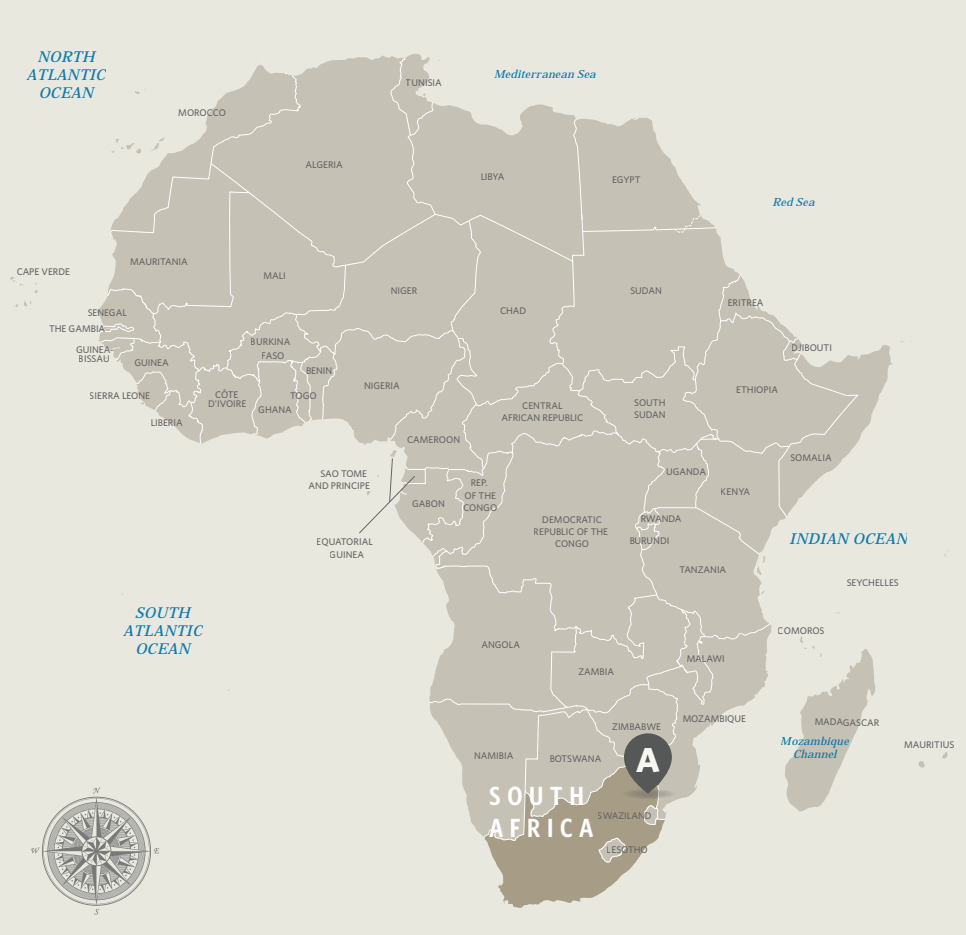 NORTH
ATLANTIC
OCEAN
Mediterranean Sea
TUNISIA
MOROCCO
ALGERIA
LIBYA
EGYPT
Red Sea
MAURITANIA
CAPE VERDE
MALI
NIGER
CHAD
SUDAN
ERITREA
SENEGAL
THE GAMBIA
GUINEA-
BISSAU
GUINEA
BURKINA
FASO
BENIN
DJIBOUTI
SIERRA LEONE
CÔTE
D'IVOIRE
GHANA
TOGO
NIGERIA
ETHIOPIA
LIBERIA
CENTRAL
AFRICAN REPUBLIC
SOUTH
SUDAN
CAMEROON
SOMALIA
SAO TOME
AND PRINCIPE
REP.
OF THE
CONGO
UGANDA
KENYA
GABON
DEMOCRATIC
REPUBLIC OF THE
CONGO
RWANDA
BURUNDI
EQUATORIAL
GUINEA
INDIAN OCEAN
TANZANIA
SEYCHELLES
SOUTH
ATLANTIC
OCEAN
COMOROS
ANGOLA
ZAMBIA
MALAWI
MOZAMBIQUE
MADAGASCAR
ZIMBABWE
Mozambique
Channel
MAURITIUS
NAMIBIA
BOTSWANA
A
SOUTH
AFRICA
SWAZILAND
LESOTHO
N
W
E
S